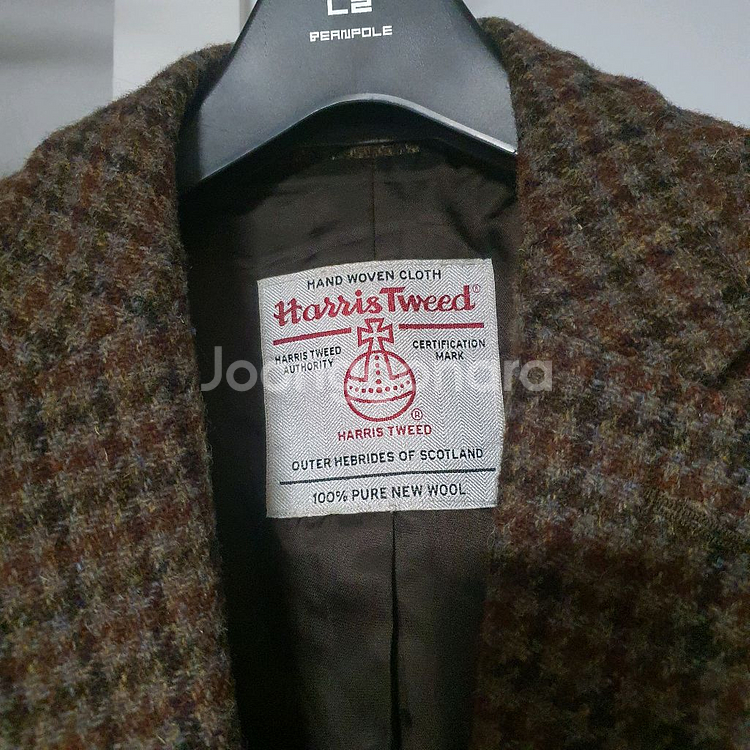 BEANPOLE
HAND WOVEN CLOTH
Harris Tweed®
HARRIS TWEED
AUTHORITY
CERTIFICATION
MARK
®
HARRIS TWEED
OUTER HEBRIDES OF SCOTLAND
100% PURE NEW WOOL